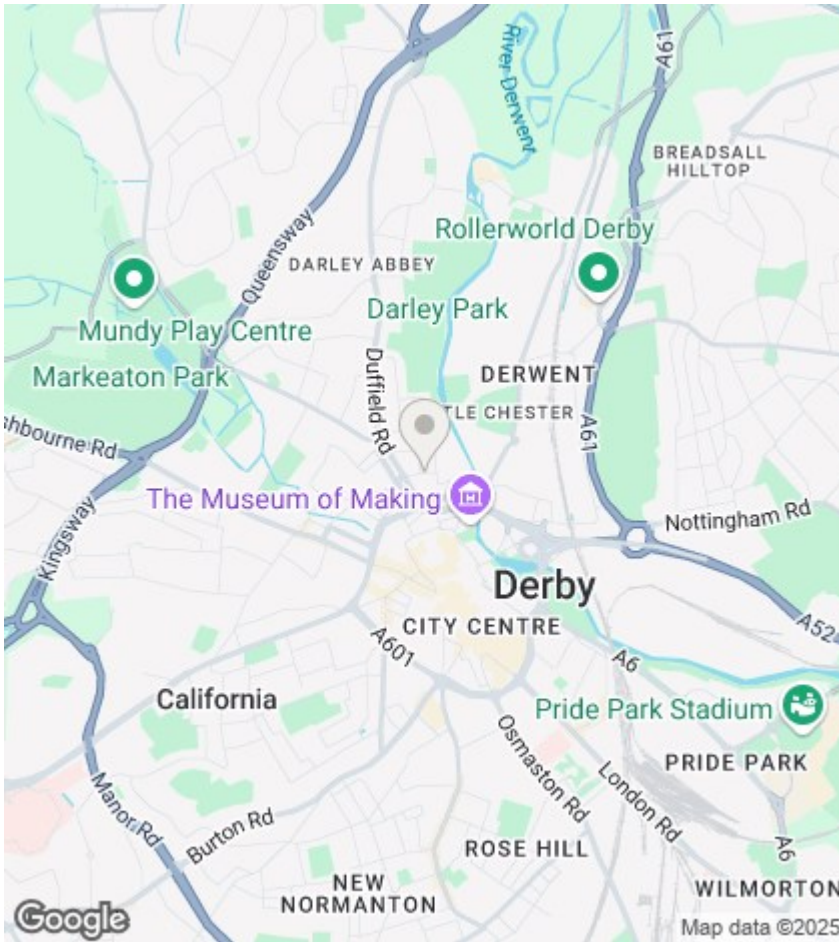 River Derwent
A61
BREADSALL
HILLTOP
Queensway
Rollerworld Derby
DARLEY ABBEY
Mundy Play Centre
Darley Park
Markeaton Park
Duffield Rd
DERWENT
TLE CHESTER
A61
shbourne Rd
The Museum of Making
Nottingham Rd
Kingsway
Derby
CITY CENTRE
A52
A601
A6
California
Pride Park Stadium
Osmaston Rd
PRIDE PARK
London Rd
Manor Rd
Burton Rd
A6
ROSE HILL
NEW
NORMANTON
WILMORTON
Google
Map data ©2025